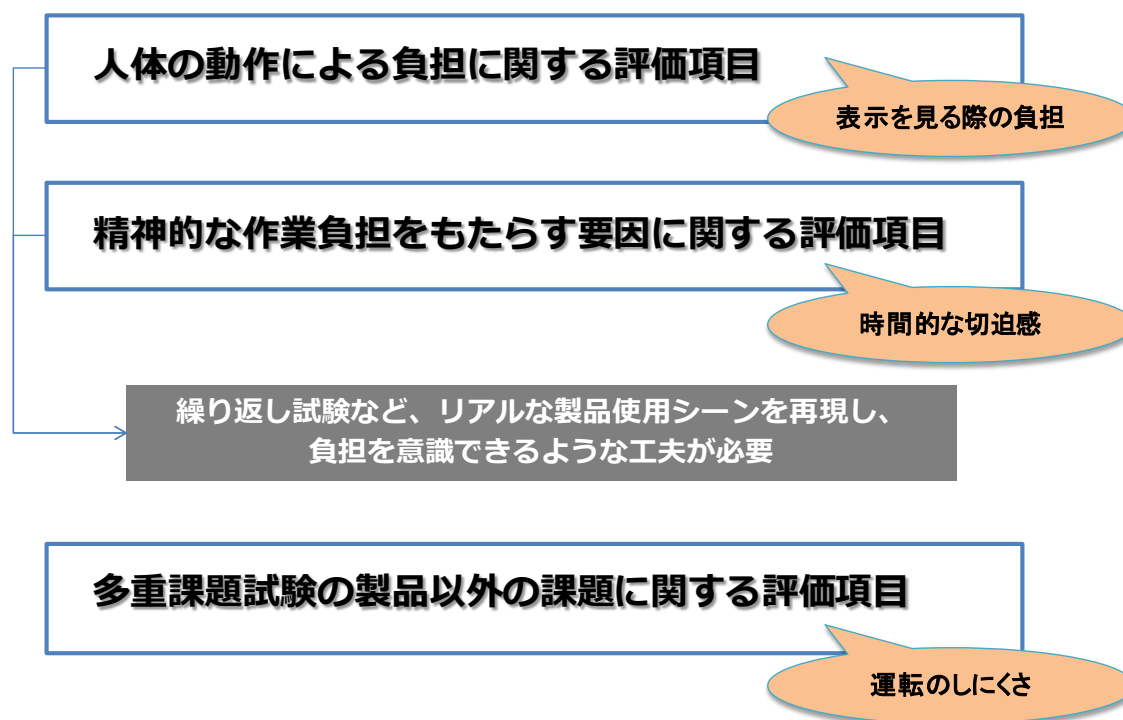 人体の動作による負担に関する評価項目
表示を見る際の負担
精神的な作業負担をもたらす要因に関する評価項目
時間的な切迫感
繰り返し試験など、リアルな製品使用シーンを再現し、
負担を意識できるような工夫が必要
多重課題試験の製品以外の課題に関する評価項目
運転のしにくさ